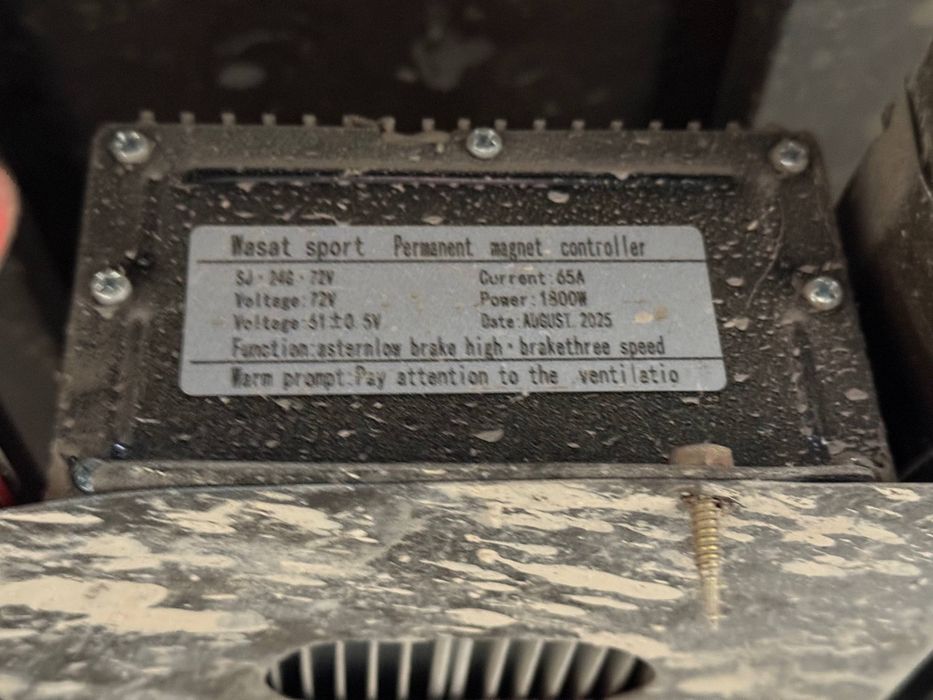 Wasat sport Permanent magnet controller
SJ·24G·72V Current:65A
Voltage:72V Power:1800W
Voltage:61±0.5V Date:AUGUST.2025
Function:asternlow brake high·brakethree speed
Warm prompt:Pay attention to the ventilatio